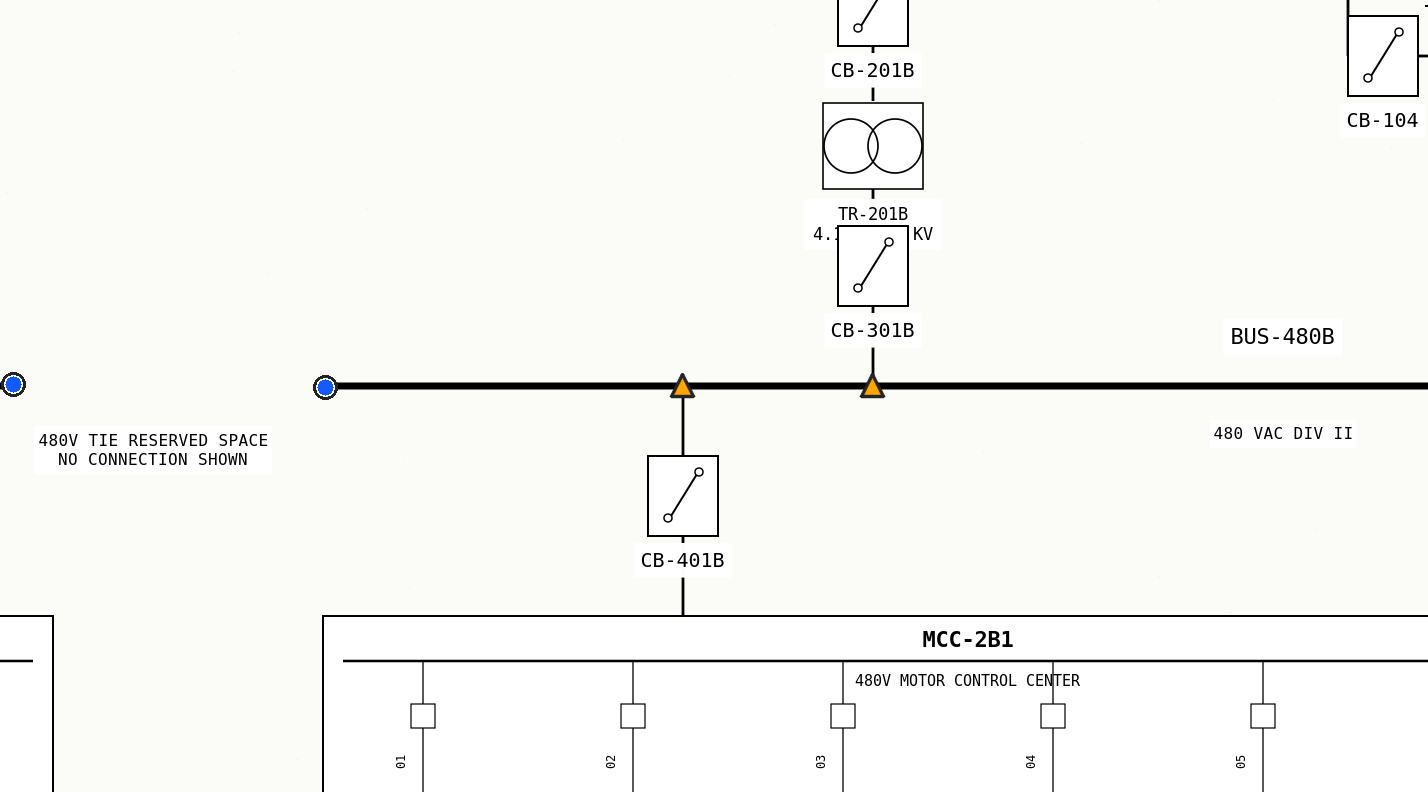 CB-201B
CB-104
TR-201B
4.1 KV
CB-301B
BUS-480B
480V TIE RESERVED SPACE
NO CONNECTION SHOWN
480 VAC DIV II
CB-401B
MCC-2B1
480V MOTOR CONTROL CENTER
01
02
03
04
05